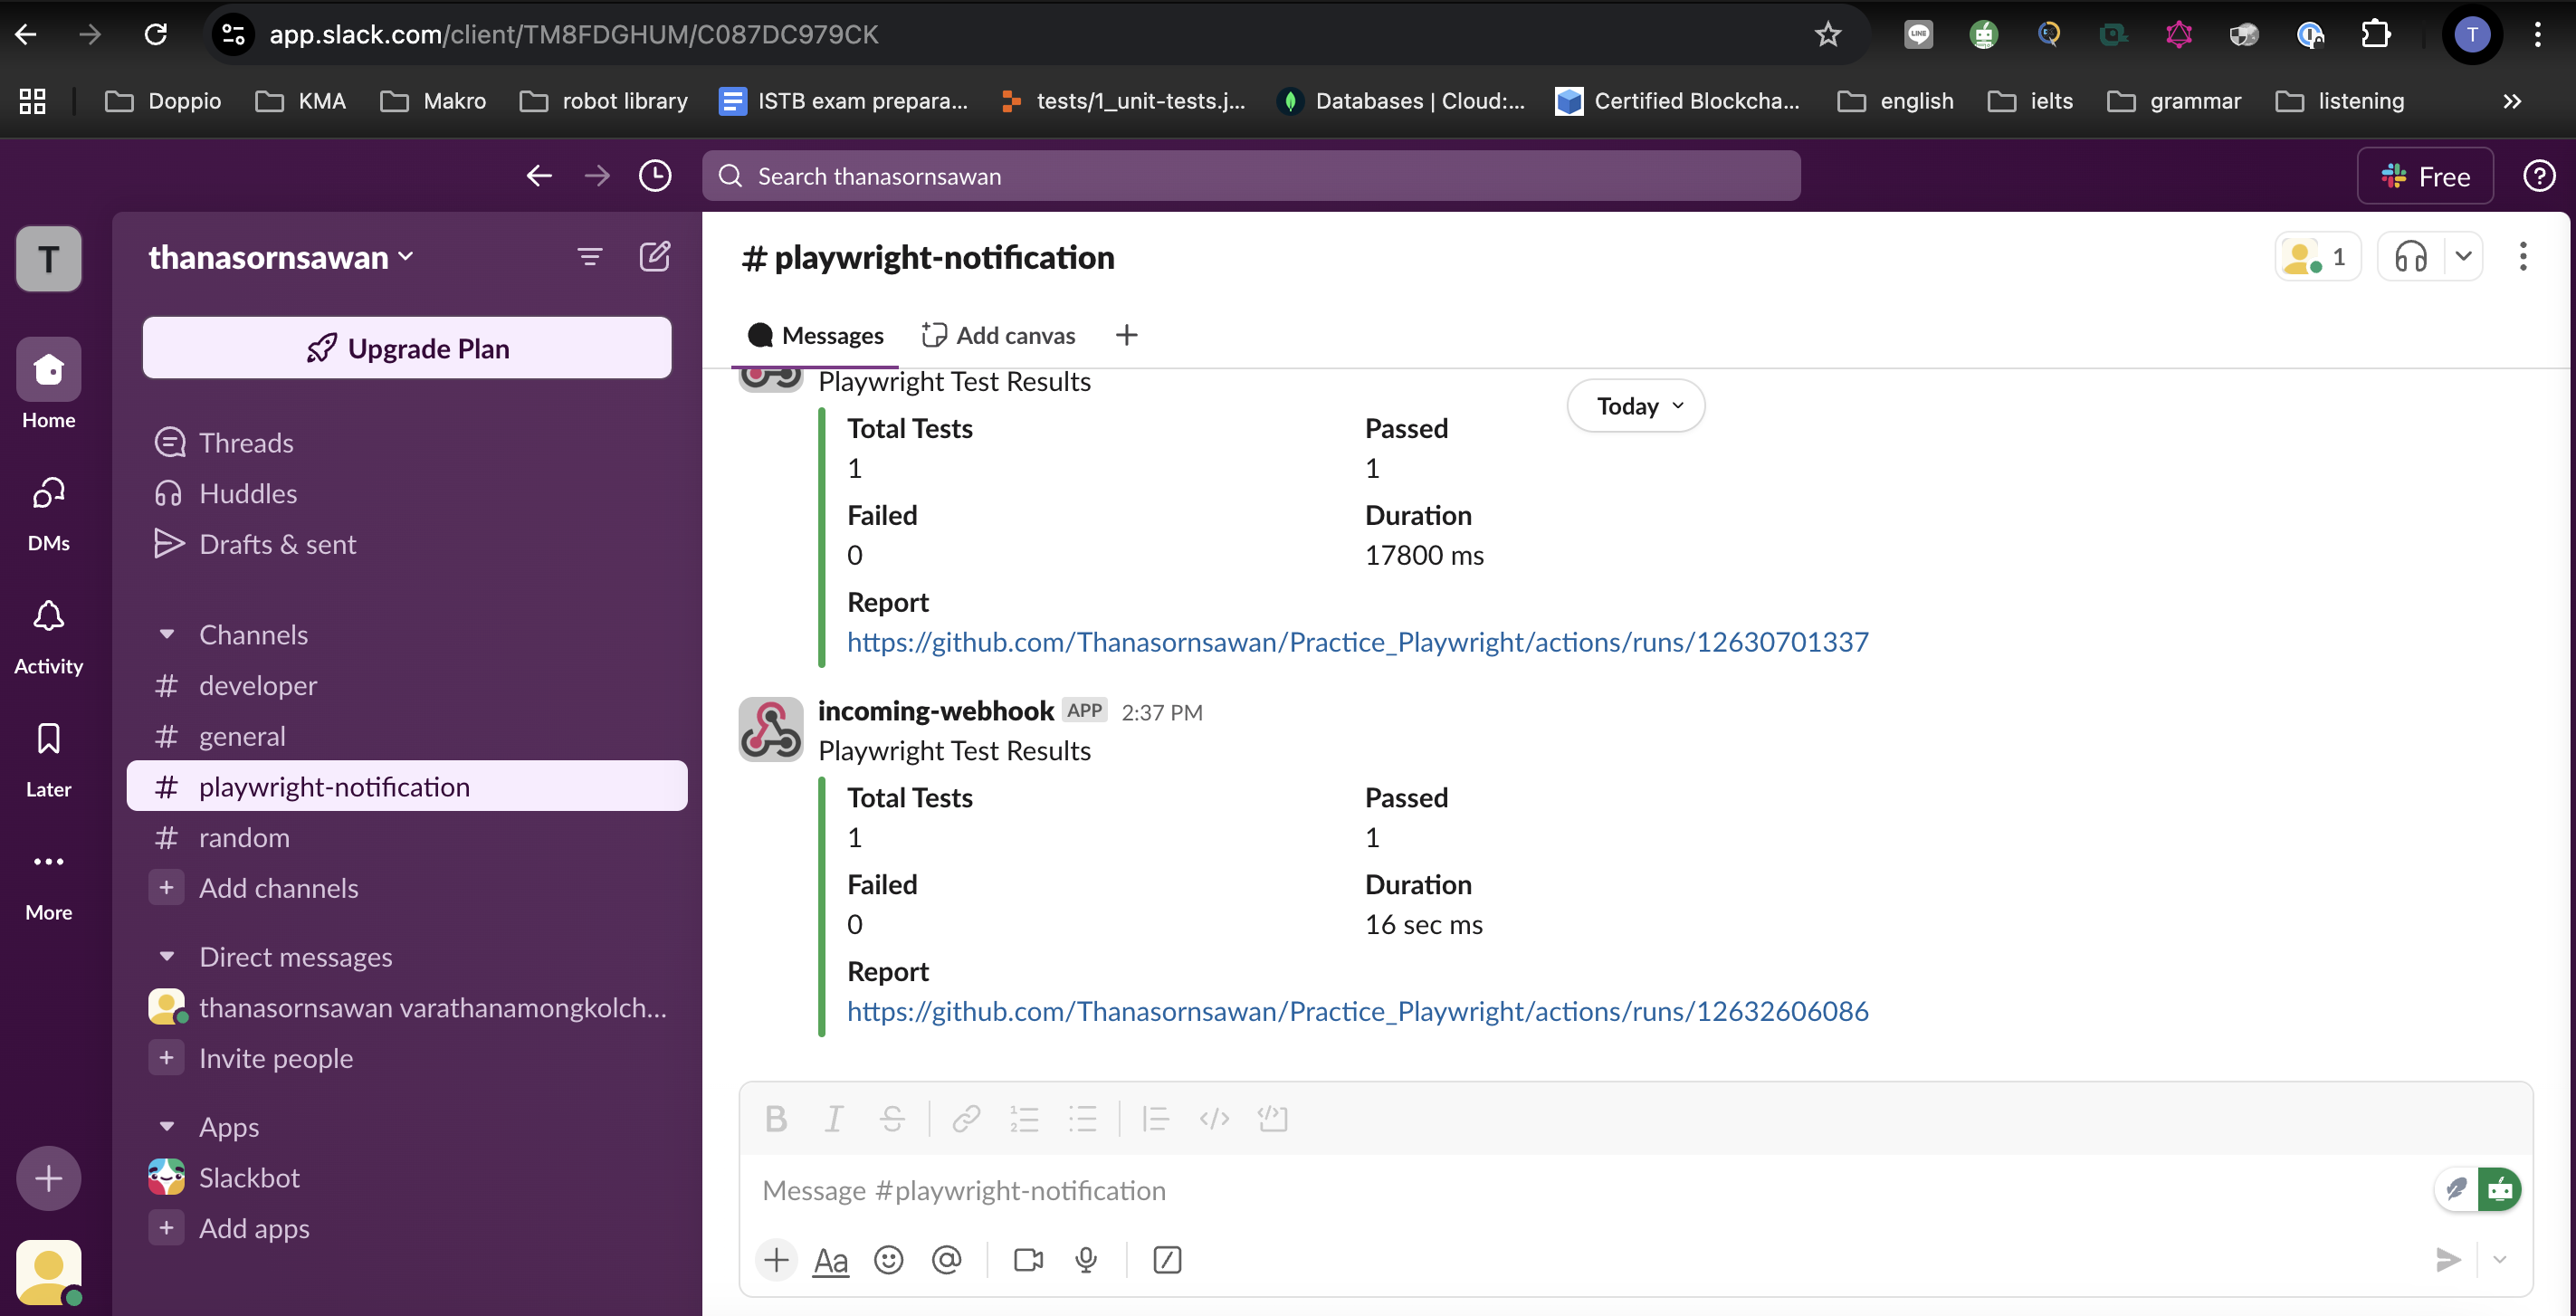 app.slack.com/client/TM8FDGHUM/C087DC979CK
LINE
T
Doppio
KMA
Makro
robot library
ISTB exam prepara...
tests/1_unit-tests.j...
Databases | Cloud:...
Certified Blockcha...
english
ielts
grammar
listening
Search thanasornsawan
Free
T
Home
DMs
Activity
Later
More
thanasornsawan
Upgrade Plan
Threads
Huddles
Drafts & sent
Channels
# developer
# general
# playwright-notification
# random
+ Add channels
Direct messages
thanasornsawan varathanamongkolch...
+ Invite people
Apps
Slackbot
+ Add apps
# playwright-notification
1
Messages
Add canvas
+
Playwright Test Results
Today
Total Tests
Passed
1
1
Failed
Duration
0
17800 ms
Report
https://github.com/Thanasornsawan/Practice_Playwright/actions/runs/12630701337
incoming-webhook APP 2:37 PM
Playwright Test Results
Total Tests
Passed
1
1
Failed
Duration
0
16 sec ms
Report
https://github.com/Thanasornsawan/Practice_Playwright/actions/runs/12632606086
Message #playwright-notification
Aa